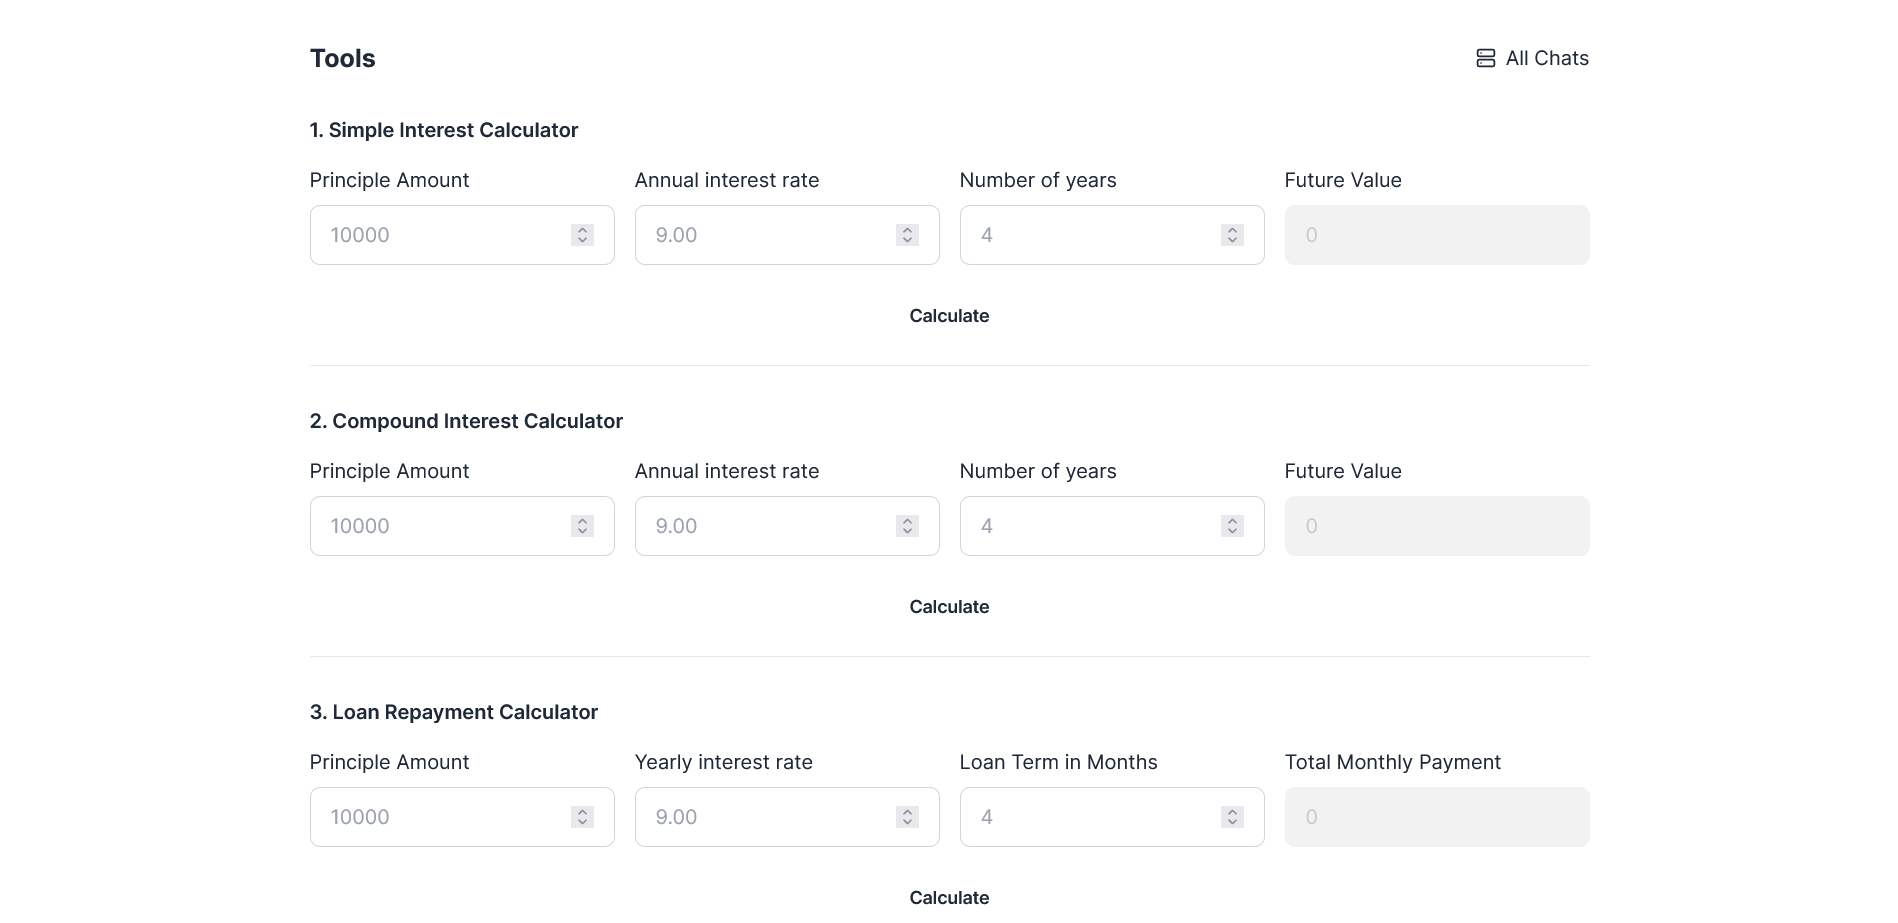 Tools
All Chats
1. Simple Interest Calculator
Principle Amount Annual interest rate Number of years Future Value
10000 9.00 4 0
Calculate
2. Compound Interest Calculator
Principle Amount Annual interest rate Number of years Future Value
10000 9.00 4 0
Calculate
3. Loan Repayment Calculator
Principle Amount Yearly interest rate Loan Term in Months Total Monthly Payment
10000 9.00 4 0
Calculate